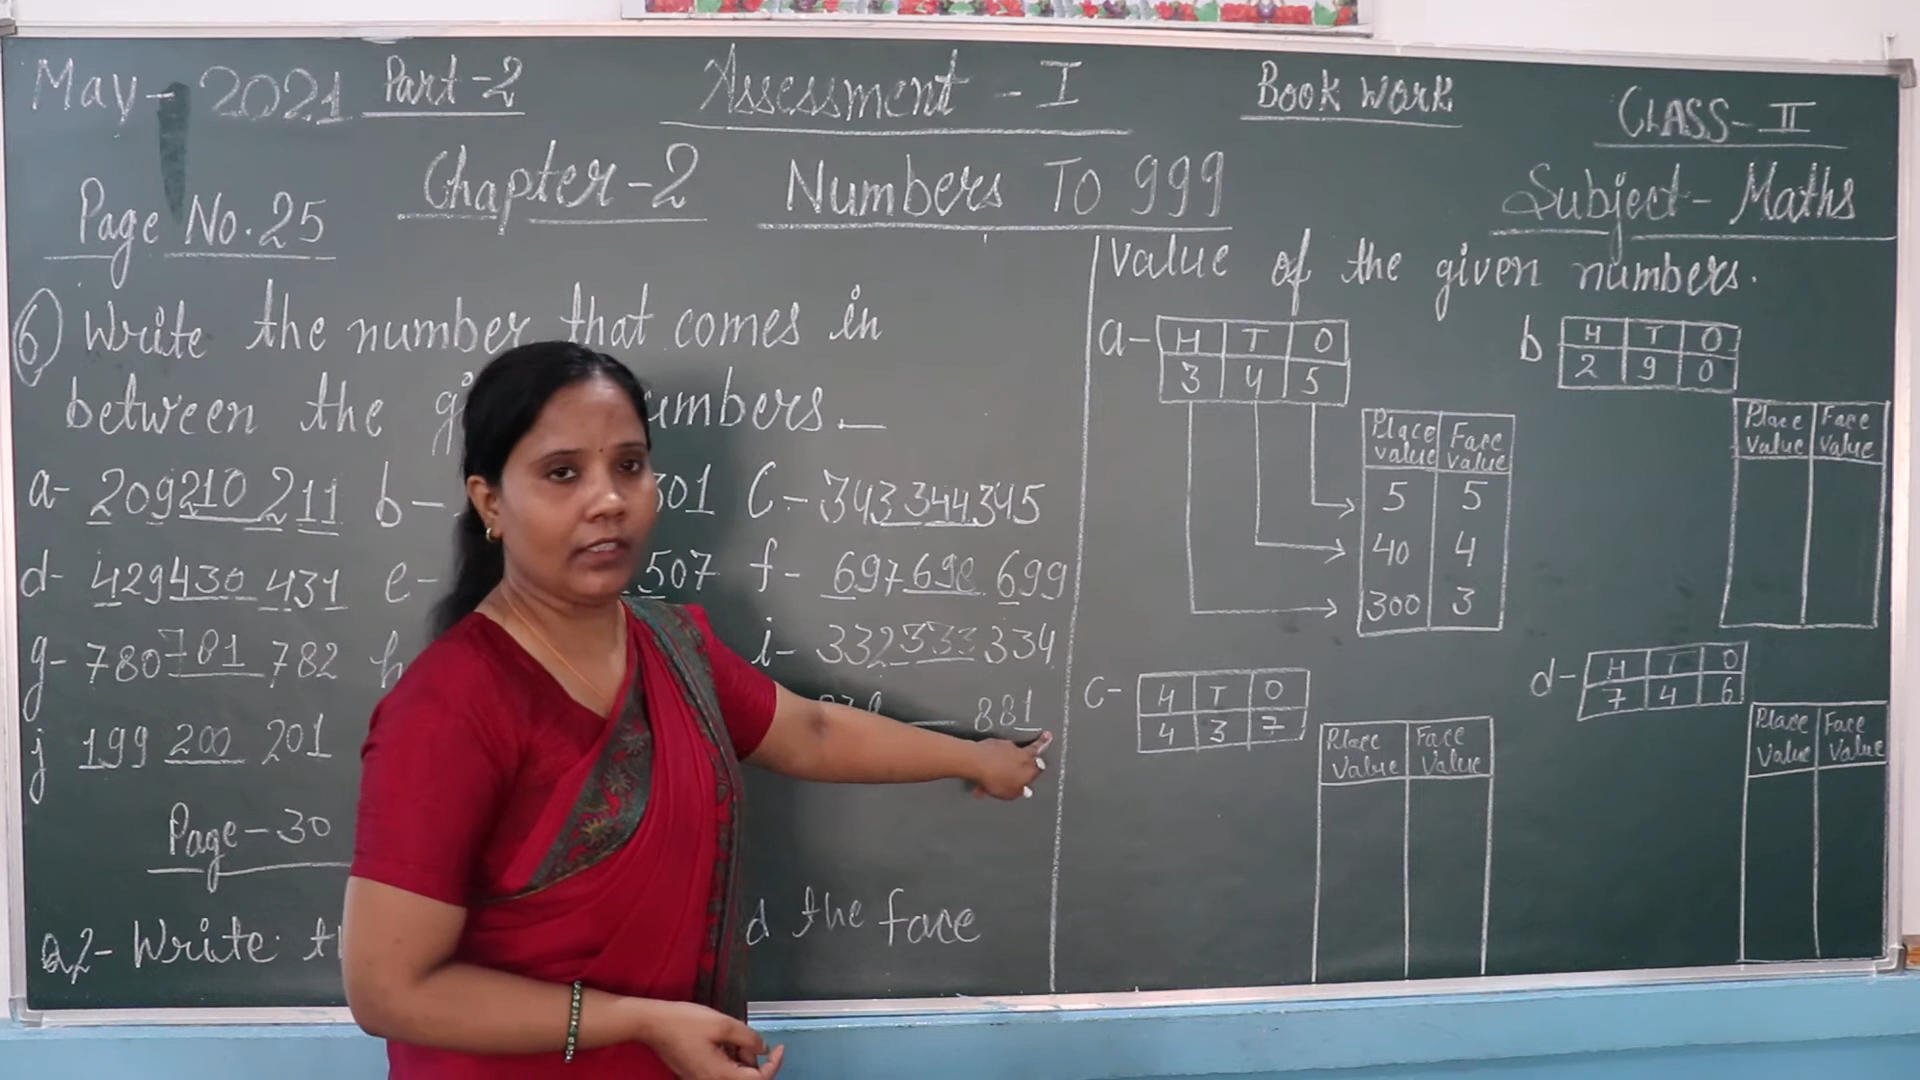 May - 2021 Part-2 Assessment - I Book Work CLASS - II
Chapter-2 Numbers To 999 Subject - Maths
Page No. 25
6) Write the number that comes in
between the numbers.
a- 209 210 211 b- 301 C- 343 344 345
d- 429 430 431 e- 507 f- 697 698 699
g- 780 781 782 h i- 332 333 334
j 199 200 201 881
Page - 30
Q2- Write the face
Value of the given numbers.
a- H T O
3 4 5
Place Value Face Value
5 5
40 4
300 3
b H T O
2 9 0
Place Value Face Value
C- H T O
4 3 7
Place Value Face Value
d- H T O
7 4 6
Place Value Face Value